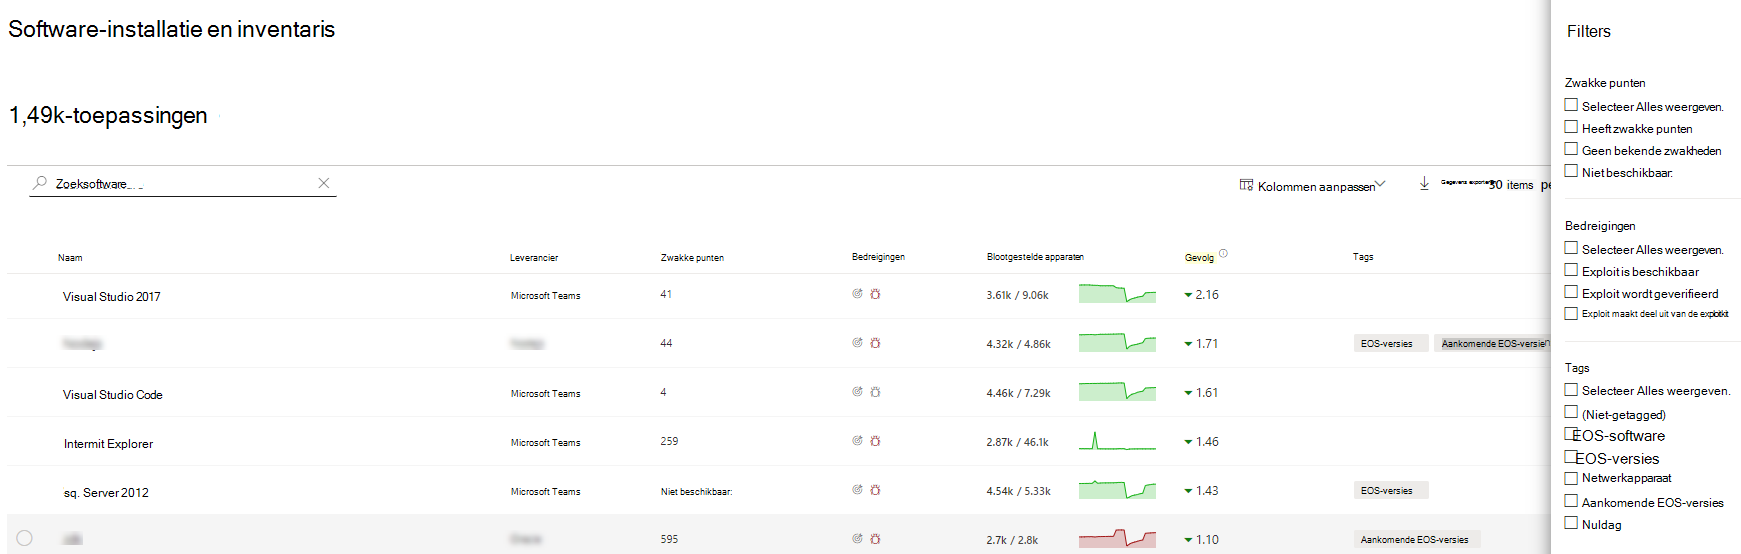 Software-installatie en inventaris
1,49k-toepassingen
Zoeksoftware
Kolommen aanpassen
Gegevens exporteren
30 items
Naam Leverancier Zwakke punten Bedreigingen Blootgestelde apparaten Gevolg Tags
Visual Studio 2017 Microsoft Teams 41 3.61k / 9.06k 2.16
44 4.32k / 4.86k 1.71 EOS-versies Aankomende EOS-versies
Visual Studio Code Microsoft Teams 4 4.46k / 7.29k 1.61
Intermit Explorer Microsoft Teams 259 2.87k / 46.1k 1.46
sq. Server 2012 Microsoft Teams Niet beschikbaar: 4.54k / 5.33k 1.43 EOS-versies
595 2.7k / 2.8k 1.10 Aankomende EOS-versies
Filters
Zwakke punten
Selecteer Alles weergeven.
Heeft zwakke punten
Geen bekende zwakheden
Niet beschikbaar:
Bedreigingen
Selecteer Alles weergeven.
Exploit is beschikbaar
Exploit wordt geverifieerd
Exploit maakt deel uit van de exploitkit
Tags
Selecteer Alles weergeven.
(Niet-getagged)
EOS-software
EOS-versies
Netwerkapparaat
Aankomende EOS-versies
Nuldag